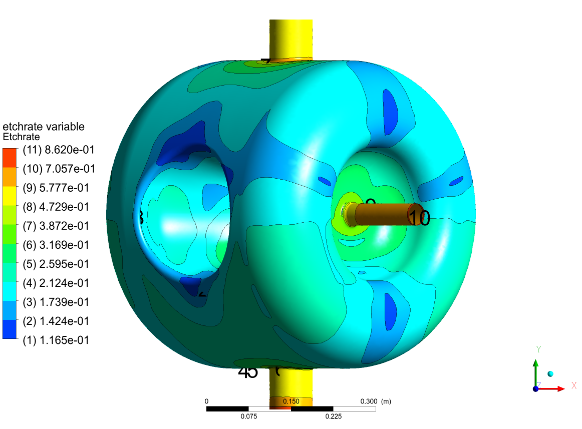 etchrate variable
Etchrate
(11) 8.620e-01
(10) 7.057e-01
(9) 5.777e-01
(8) 4.729e-01
(7) 3.872e-01
(6) 3.169e-01
(5) 2.595e-01
(4) 2.124e-01
(3) 1.739e-01
(2) 1.424e-01
(1) 1.165e-01
10
45
0 0.150 0.300 (m)
0.075 0.225
Y
X